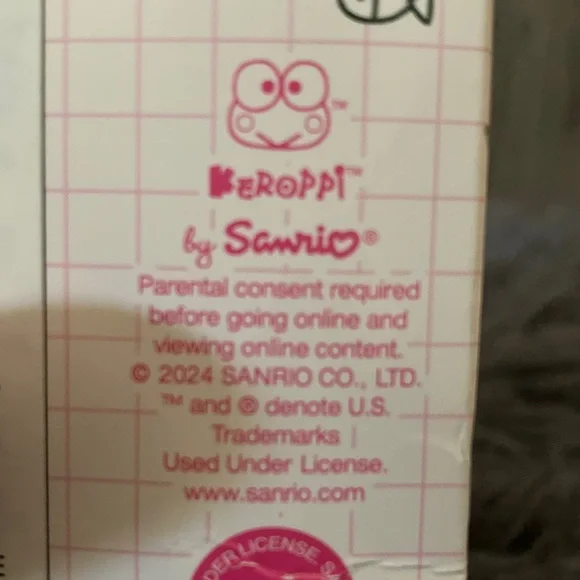 KEROPPI™
by Sanrio®
Parental consent required
before going online and
viewing online content.
© 2024 SANRIO CO., LTD.
™ and ® denote U.S.
Trademarks
Used Under License.
www.sanrio.com
LICENSE